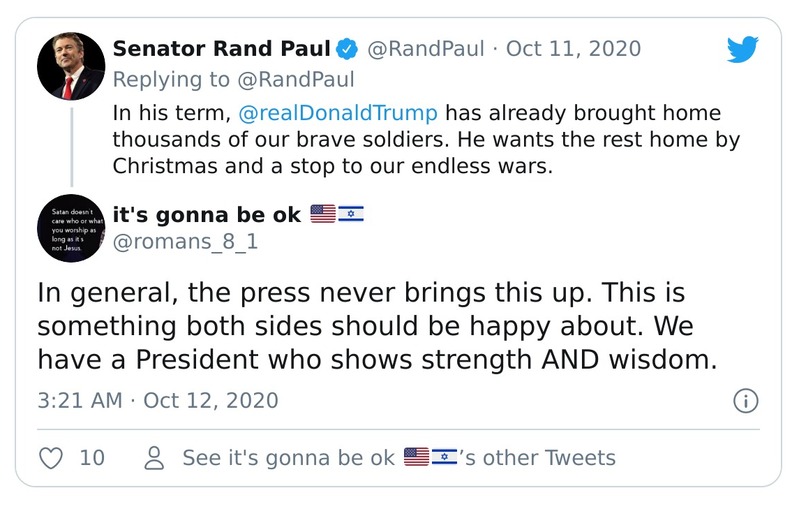 Senator Rand Paul @RandPaul · Oct 11, 2020
Replying to @RandPaul
In his term, @realDonaldTrump has already brought home
thousands of our brave soldiers. He wants the rest home by
Christmas and a stop to our endless wars.
Satan doesn't
care who or what
you worship as
long as it's
not Jesus.
it's gonna be ok 🇺🇸🇮🇱
@romans_8_1
In general, the press never brings this up. This is
something both sides should be happy about. We
have a President who shows strength AND wisdom.
3:21 AM · Oct 12, 2020
10 See it's gonna be ok 🇺🇸🇮🇱's other Tweets